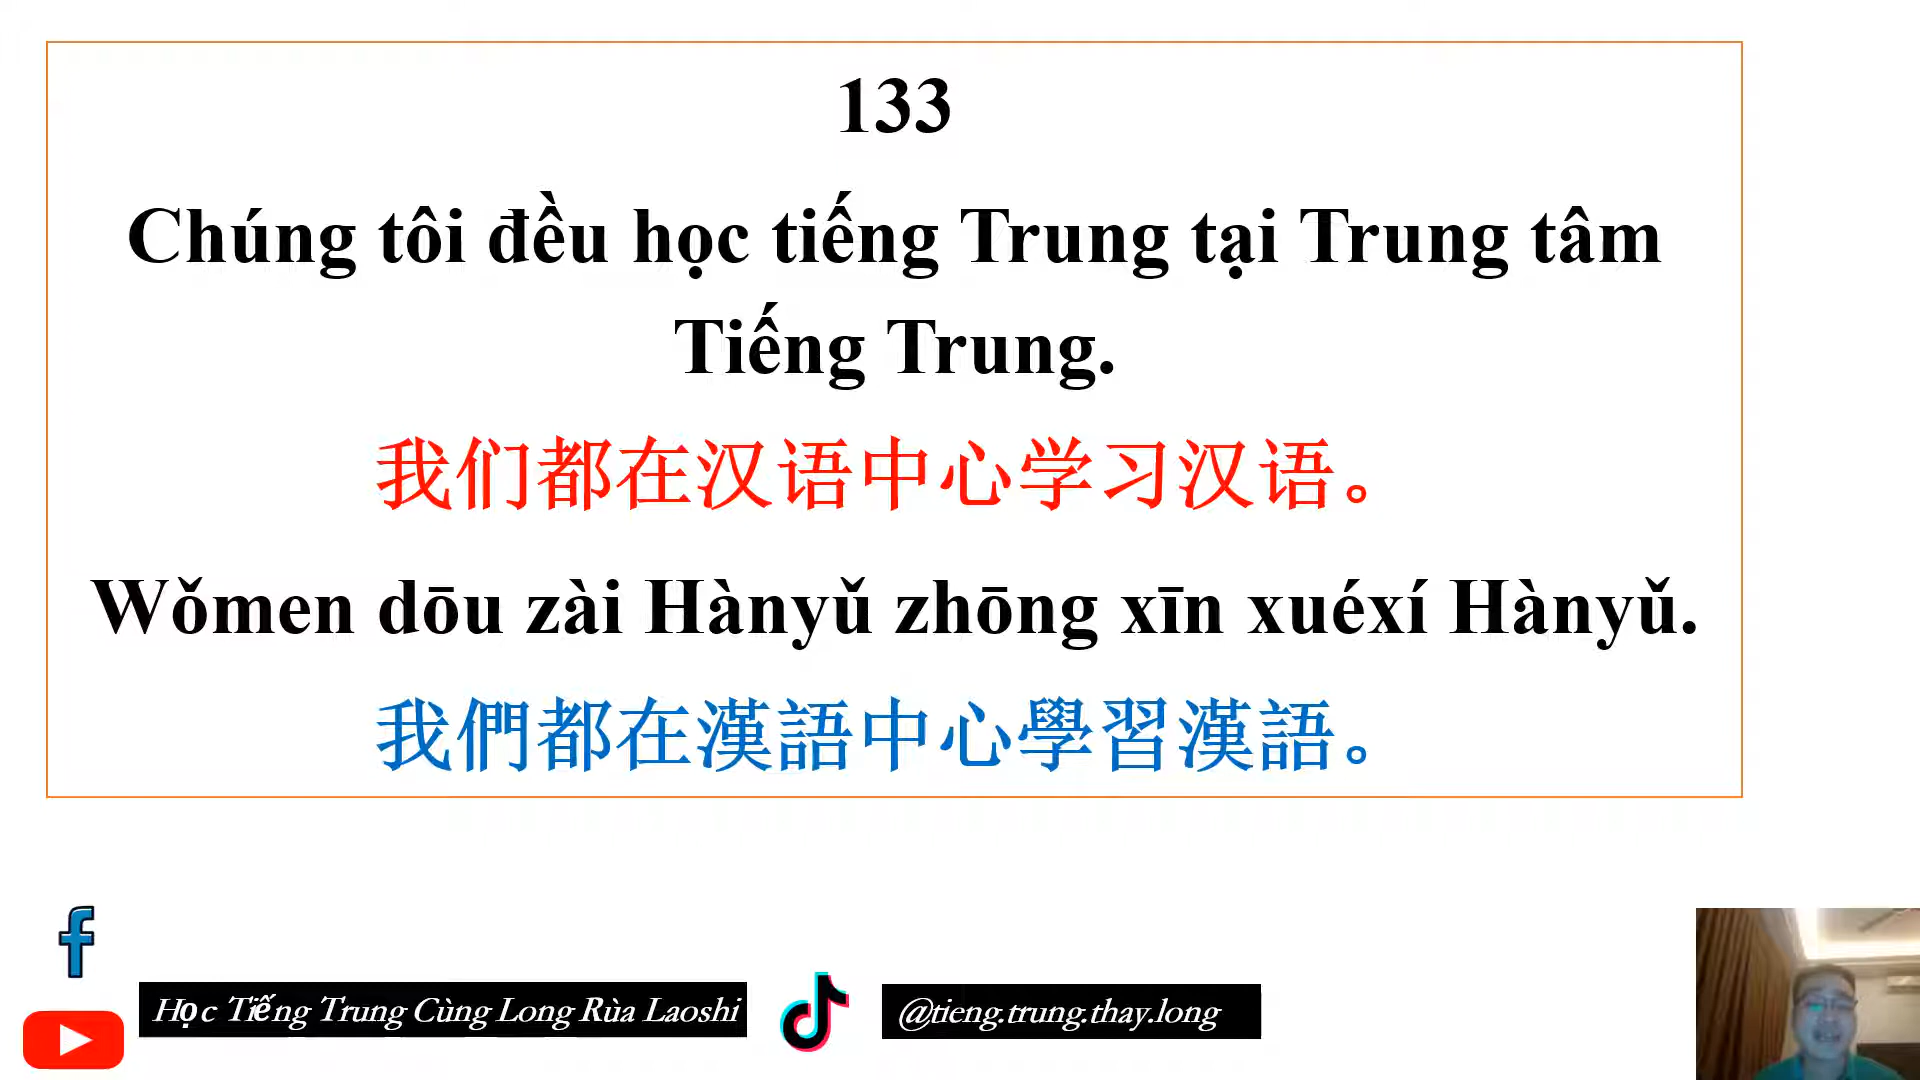 133
Chúng tôi đều học tiếng Trung tại Trung tâm
Tiếng Trung.
我们都在汉语中心学习汉语。
Wǒmen dōu zài Hànyǔ zhōng xīn xuéxí Hànyǔ.
我們都在漢語中心學習漢語。
Học Tiếng Trung Cùng Long Rùa Laoshi
@tieng.trung.thay.long